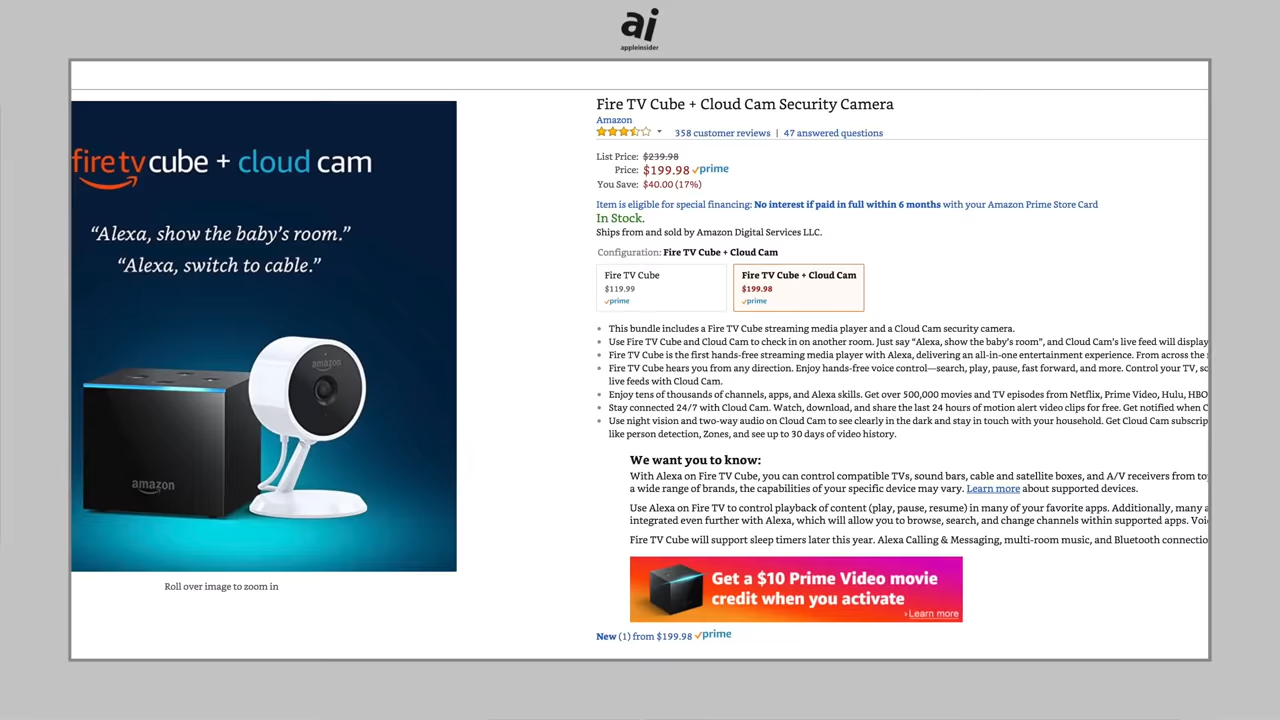 ai
appleinsider
fire tv cube + cloud cam
“Alexa, show the baby’s room.”
“Alexa, switch to cable.”
amazon
amazon
Roll over image to zoom in
Fire TV Cube + Cloud Cam Security Camera
Amazon
358 customer reviews | 47 answered questions
List Price: $239.98
Price: $199.98 prime
You Save: $40.00 (17%)
Item is eligible for special financing: No interest if paid in full within 6 months with your Amazon Prime Store Card
In Stock.
Ships from and sold by Amazon Digital Services LLC.
Configuration: Fire TV Cube + Cloud Cam
Fire TV Cube
$119.99
prime
Fire TV Cube + Cloud Cam
$199.98
prime
This bundle includes a Fire TV Cube streaming media player and a Cloud Cam security camera.
Use Fire TV Cube and Cloud Cam to check in on another room. Just say “Alexa, show the baby’s room”, and Cloud Cam’s live feed will display
Fire TV Cube is the first hands-free streaming media player with Alexa, delivering an all-in-one entertainment experience. From across the
Fire TV Cube hears you from any direction. Enjoy hands-free voice control—search, play, pause, fast forward, and more. Control your TV,
live feeds with Cloud Cam.
Enjoy tens of thousands of channels, apps, and Alexa skills. Get over 500,000 movies and TV episodes from Netflix, Prime Video, Hulu, HBO
Stay connected 24/7 with Cloud Cam. Watch, download, and share the last 24 hours of motion alert video clips for free. Get notified when
Use night vision and two-way audio on Cloud Cam to see clearly in the dark and stay in touch with your household. Get Cloud Cam subscrip
like person detection, Zones, and see up to 30 days of video history.
We want you to know:
With Alexa on Fire TV Cube, you can control compatible TVs, sound bars, cable and satellite boxes, and A/V receivers from
a wide range of brands, the capabilities of your specific device may vary. Learn more about supported devices.
Use Alexa on Fire TV to control playback of content (play, pause, resume) in many of your favorite apps. Additionally, many
integrated even further with Alexa, which will allow you to browse, search, and change channels within supported apps.
Fire TV Cube will support sleep timers later this year. Alexa Calling & Messaging, multi-room music, and Bluetooth connectio
Get a $10 Prime Video movie
credit when you activate
› Learn more
New (1) from $199.98 prime